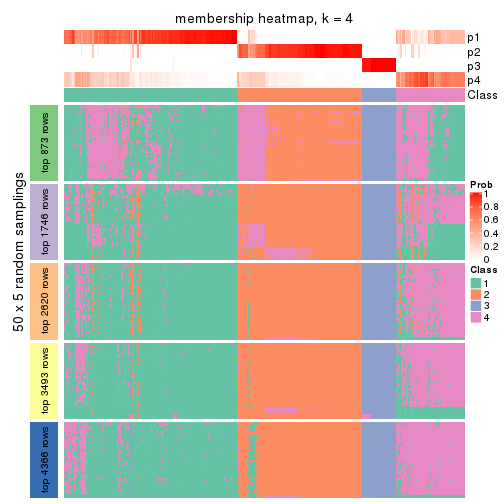 membership heatmap, k = 4
p1
p2
p3
p4
Class
50 x 5 random samplings
top 873 rows
top 1746 rows
top 2620 rows
top 3493 rows
top 4366 rows
Prob
1
0.8
0.6
0.4
0.2
0
Class
1
2
3
4